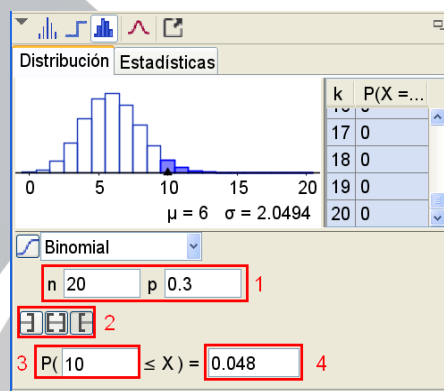 Distribución Estadísticas
k P(X =...
17 0
18 0
19 0
20 0
0 5 10 15 20
μ = 6 σ = 2.0494
Binomial
n 20 p 0.3 1
2
3 P( 10 ≤ X ) = 0.048 4